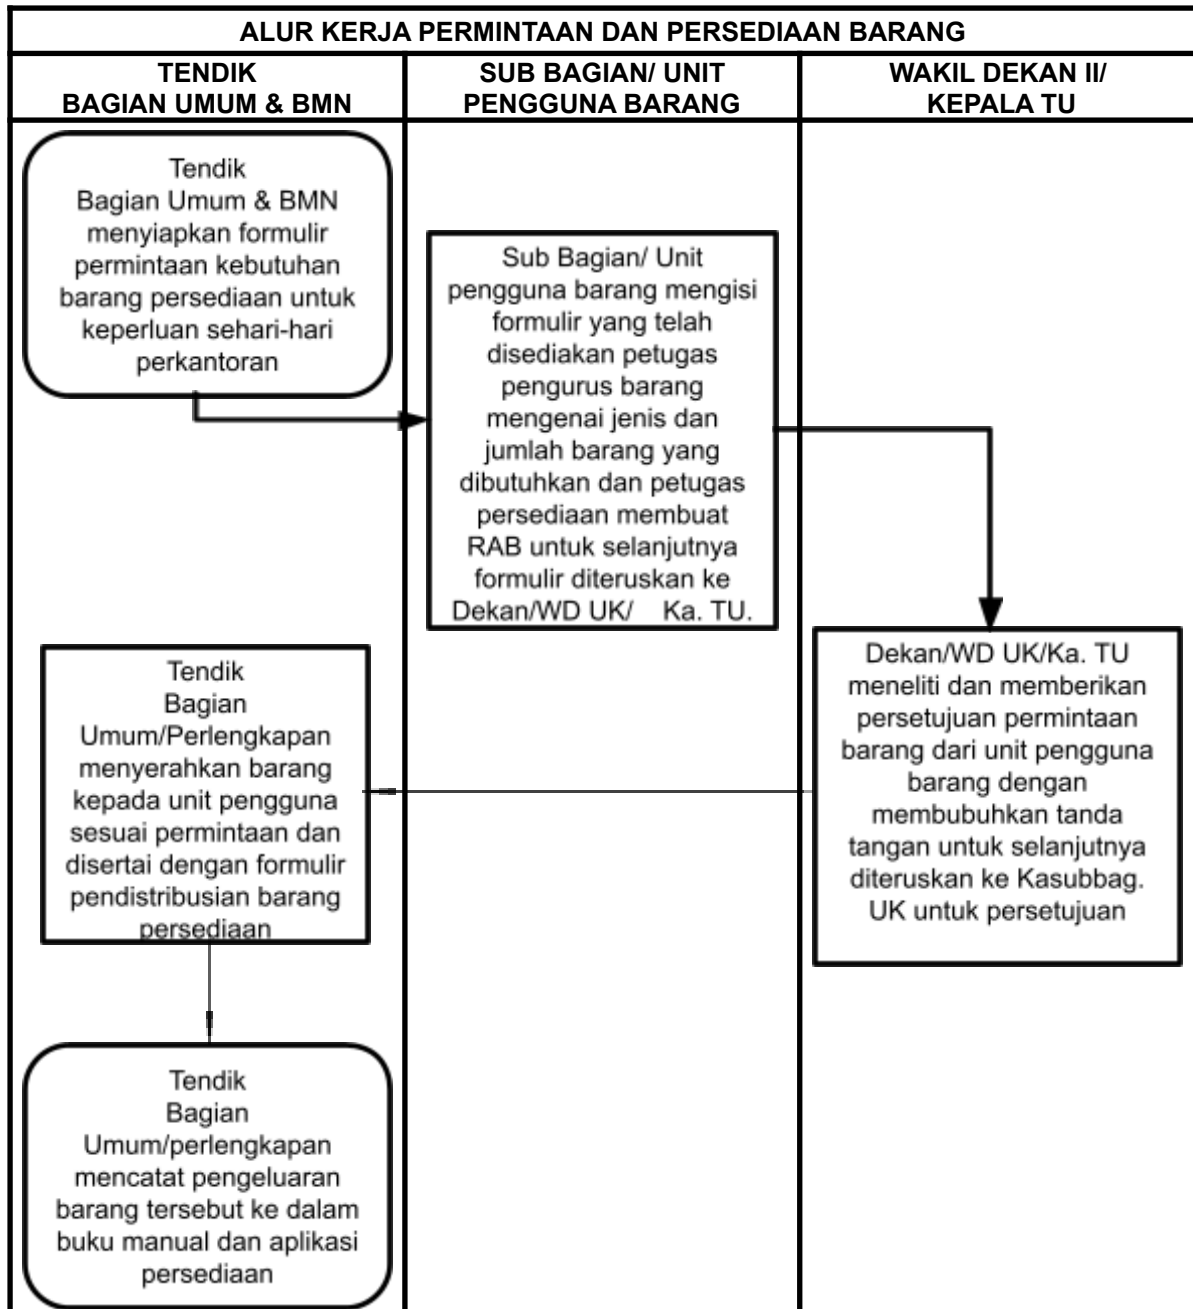 ALUR KERJA PERMINTAAN DAN PERSEDIAAN BARANG
TENDIK
BAGIAN UMUM & BMN
SUB BAGIAN/ UNIT
PENGGUNA BARANG
WAKIL DEKAN II/
KEPALA TU
Tendik
Bagian Umum & BMN
menyiapkan formulir
permintaan kebutuhan
barang persediaan untuk
keperluan sehari-hari
perkantoran
Sub Bagian/ Unit
pengguna barang mengisi
formulir yang telah
disediakan petugas
pengurus barang
mengenai jenis dan
jumlah barang yang
dibutuhkan dan petugas
persediaan membuat
RAB untuk selanjutnya
formulir diteruskan ke
Dekan/WD UK/ Ka. TU.
Dekan/WD UK/Ka. TU
meneliti dan memberikan
persetujuan permintaan
barang dari unit pengguna
barang dengan
membubuhkan tanda
tangan untuk selanjutnya
diteruskan ke Kasubbag.
UK untuk persetujuan
Tendik
Bagian
Umum/Perlengkapan
menyerahkan barang
kepada unit pengguna
sesuai permintaan dan
disertai dengan formulir
pendistribusian barang
persediaan
Tendik
Bagian
Umum/perlengkapan
mencatat pengeluaran
barang tersebut ke dalam
buku manual dan aplikasi
persediaan